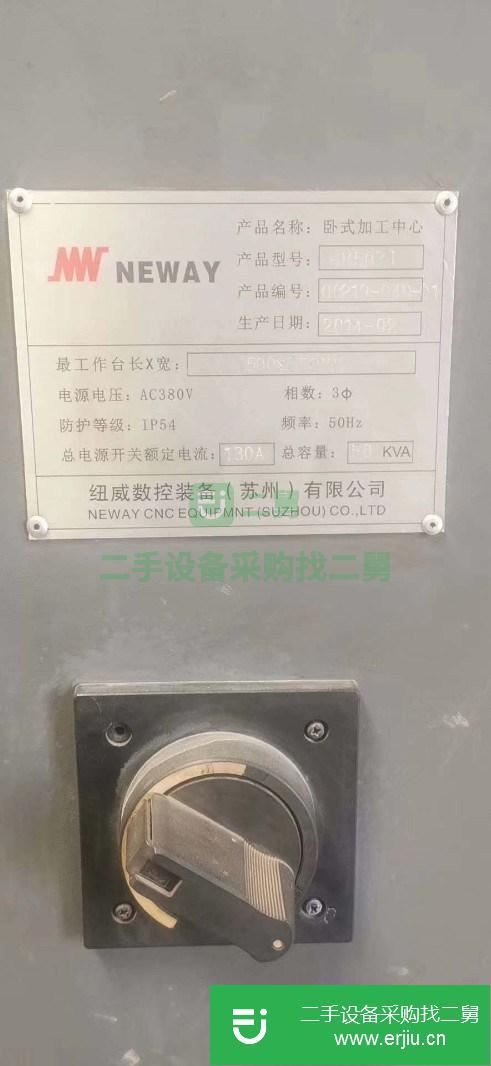 NEWAY
产品名称：卧式加工中心
产品型号：
产品编号：
生产日期：2014-
最工作台长X宽：
电源电压：AC380V 相数：3Φ
防护等级：IP54 频率：50Hz
总电源开关额定电流：130A 总容量： KVA
纽威数控装备（苏州）有限公司
NEWAY CNC EQUIPMNT (SUZHOU) CO.,LTD
二舅
二手设备采购找二舅
二手设备采购找二舅
www.erjiu.cn